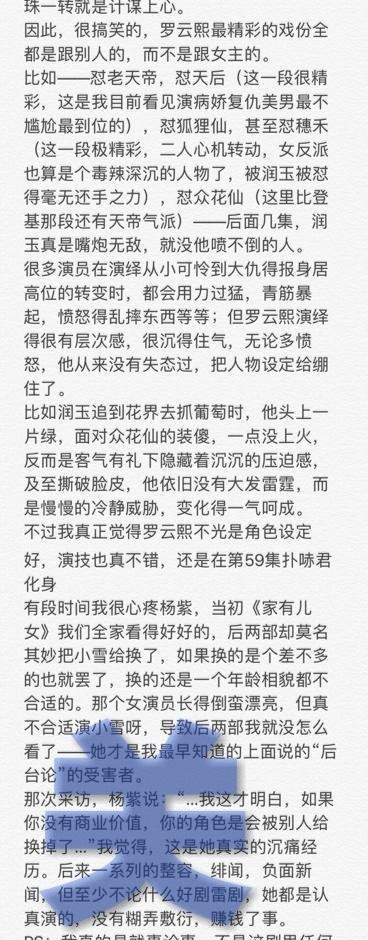 珠一转就是计谋上心。
因此，很搞笑的，罗云熙最精彩的戏份全
都是跟别人的，而不是跟女主的。
比如——怼老天帝，怼天后（这一段很精
彩，这是我目前看见演病娇复仇美男最不
尴尬最到位的），怼狐狸仙，甚至怼穗禾
（这一段极精彩，二人心机转动，女反派
也算是个毒辣深沉的人物了，被润玉被怼
得毫无还手之力），怼众花仙（这里比登
基那段还有天帝气派）——后面几集，润
玉真是嘴炮无敌，就没他喷不倒的人。
很多演员在演绎从小可怜到大仇得报身居
高位的转变时，都会用力过猛，青筋暴
起，愤怒得乱摔东西等等；但罗云熙演绎
得很有层次感，很沉得住气，无论多愤
怒，他从来没有失态过，把人物设定给绷
住了。
比如润玉追到花界去抓葡萄时，他头上一
片绿，面对众花仙的装傻，一点没上火，
反而是客气有礼下隐藏着沉沉的压迫感，
及至撕破脸皮，他依旧没有大发雷霆，而
是慢慢的冷静威胁，变化得一气呵成。
不过我真正觉得罗云熙不光是角色设定
好，演技也真不错，还是在第59集扑哧君
化身
有段时间我很心疼杨紫，当初《家有儿
女》我们全家看得好好的，后两部却莫名
其妙把小雪给换了，如果换的是个差不多
的也就罢了，换的还是一个年龄相貌都不
合适的。那个女演员长得倒蛮漂亮，但真
不合适演小雪呀，导致后两部我就没怎么
看了——她才是我最早知道的上面说的“后
台论”的受害者。
那次采访，杨紫说：“...我这才明白，如果
你没有商业价值，你的角色是会被别人给
换掉了...”我觉得，这是她真实的沉痛经
历。后来一系列的整容，绯闻，负面新
闻，但至少不论什么好剧雷剧，她都是认
真演的，没有糊弄敷衍，赚钱了事。